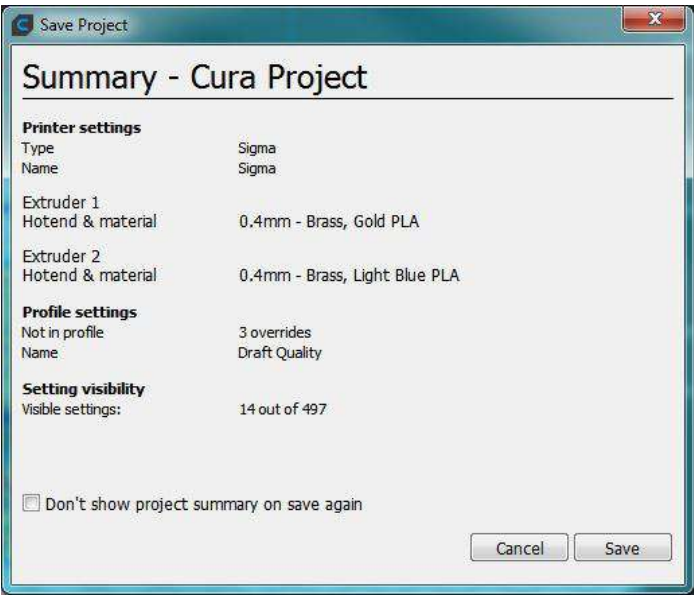 Save Project
Summary - Cura Project
Printer settings
Type Sigma
Name Sigma
Extruder 1
Hotend & material 0.4mm - Brass, Gold PLA
Extruder 2
Hotend & material 0.4mm - Brass, Light Blue PLA
Profile settings
Not in profile 3 overrides
Name Draft Quality
Setting visibility
Visible settings: 14 out of 497
Don't show project summary on save again
Cancel Save